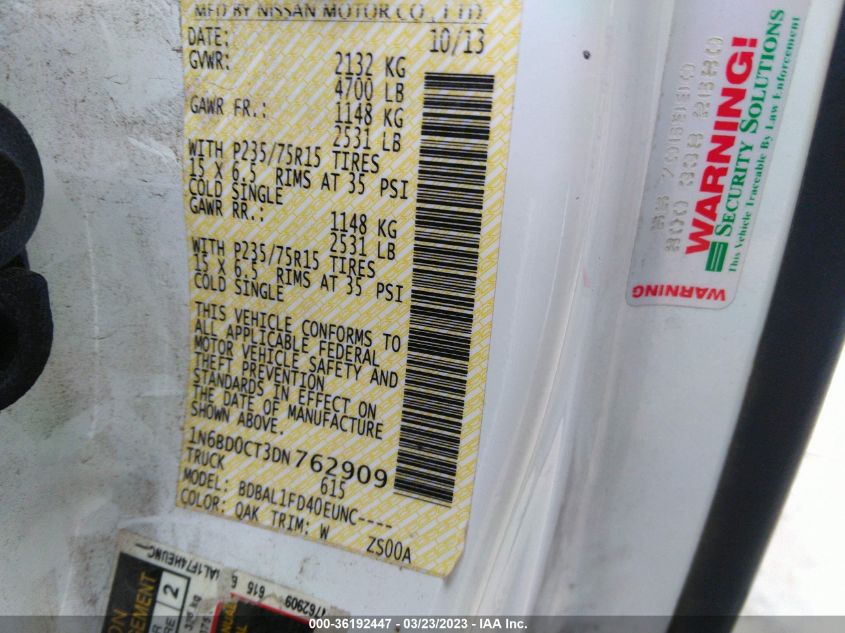 MFD BY NISSAN MOTOR CO., LTD.
DATE: 10/13
GVWR: 2132 KG
4700 LB
GAWR FR.: 1148 KG
2531 LB
WITH P235/75R15 TIRES
15 X 6.5 RIMS AT 35 PSI
COLD SINGLE
GAWR RR.: 1148 KG
2531 LB
WITH P235/75R15 TIRES
15 X 6.5 RIMS AT 35 PSI
COLD SINGLE
THIS VEHICLE CONFORMS TO
ALL APPLICABLE FEDERAL
MOTOR VEHICLE SAFETY AND
THEFT PREVENTION
STANDARDS IN EFFECT ON
THE DATE OF MANUFACTURE
SHOWN ABOVE.
1N6BD0CT3DN762909
TRUCK 615
MODEL: BDBAL1FD40EUNC----
COLOR: QAK TRIM: W ZS00A
WARNING!
SECURITY SOLUTIONS
This Vehicle Traceable By Law Enforcement
WARNING
2
615
000-36192447 - 03/23/2023 - IAA Inc.